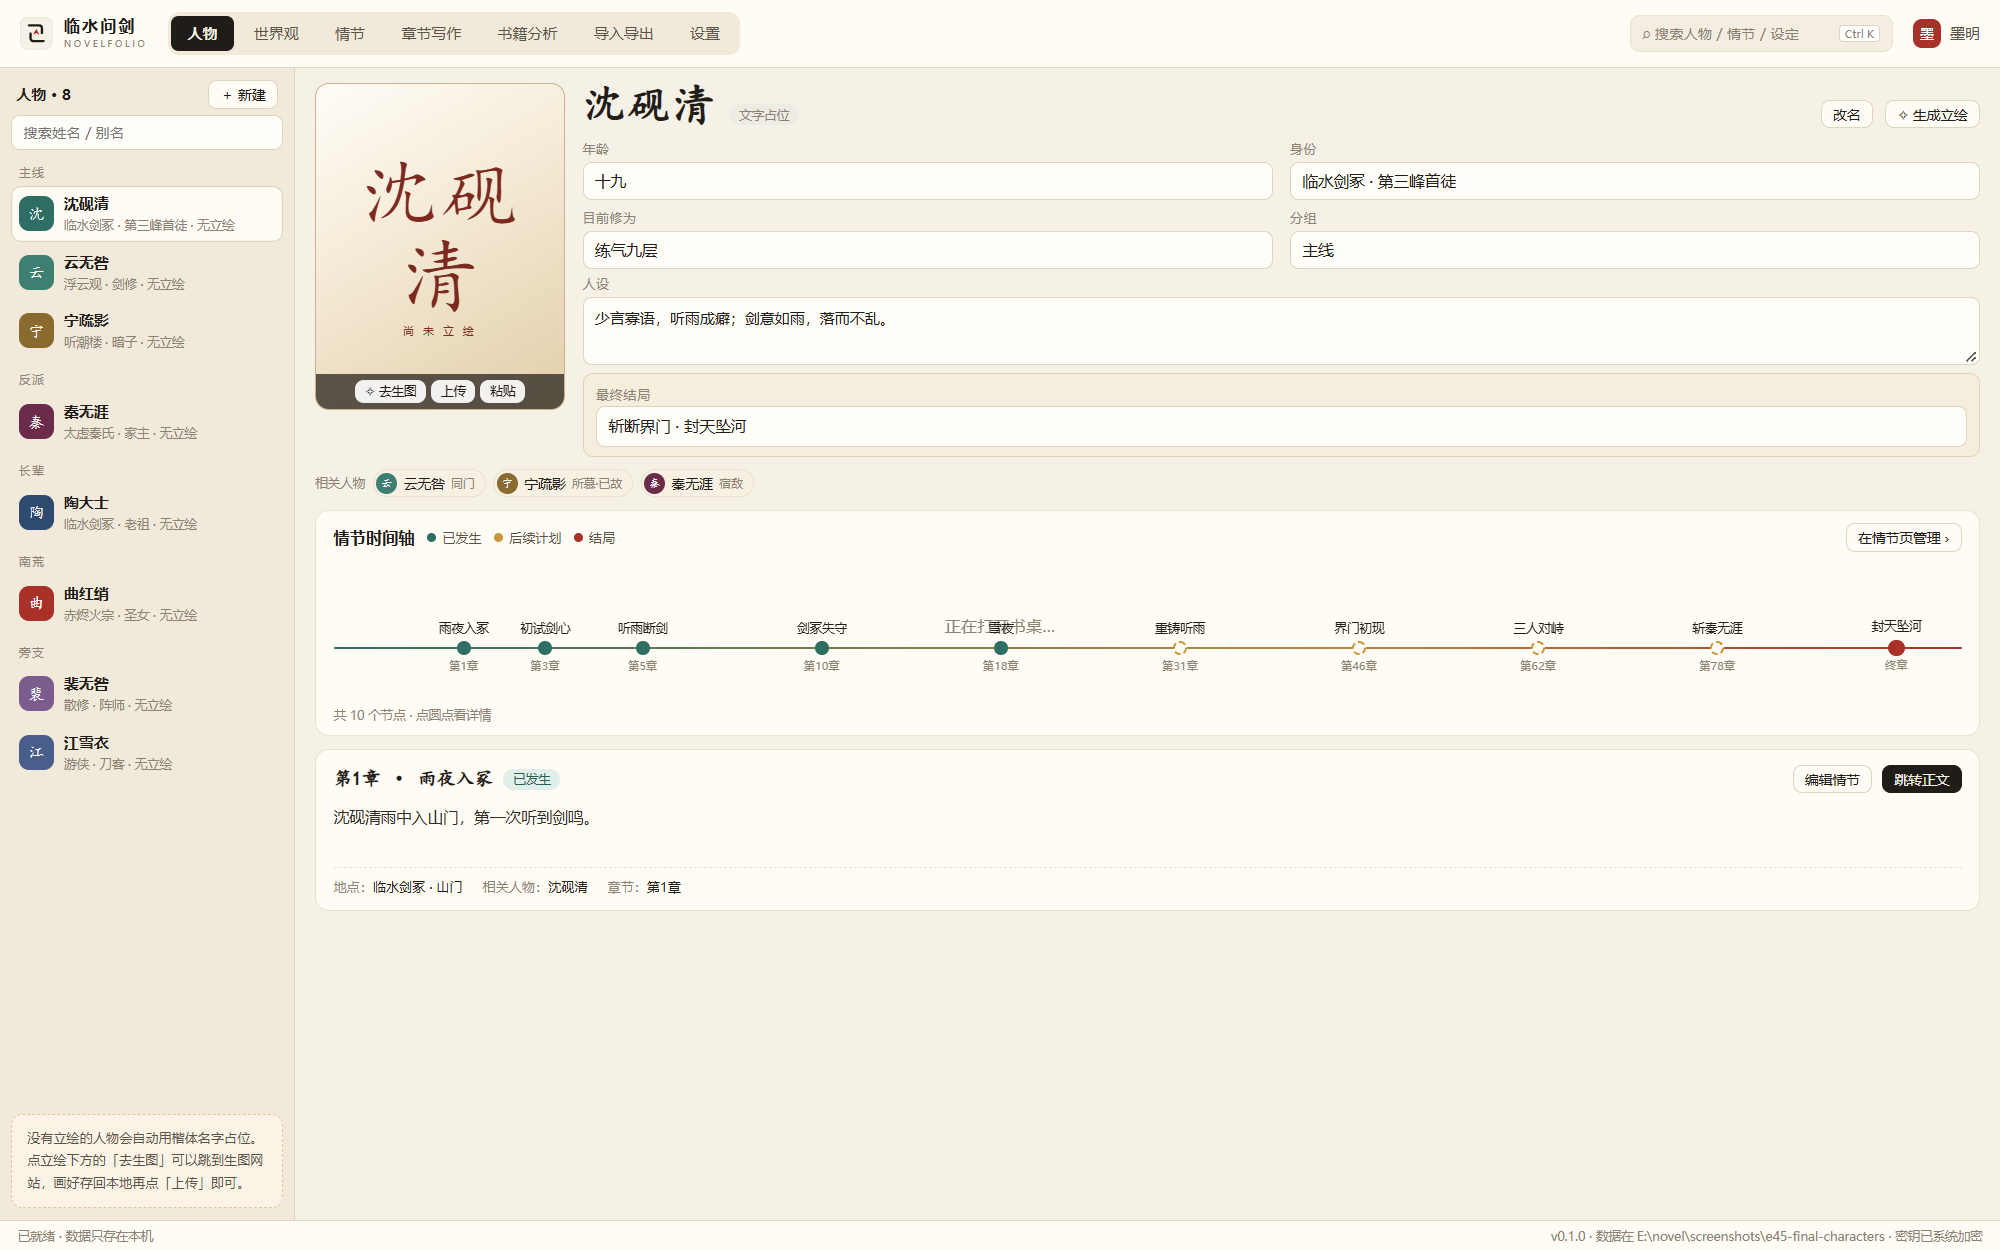 临水问剑
NOVELFOLIO
人物
世界观
情节
章节写作
书籍分析
导入导出
设置
搜索人物 / 情节 / 设定
Ctrl K
墨
墨明
人物 • 8
+ 新建
搜索姓名 / 别名
主线
沈
沈砚清
临水剑冢 · 第三峰首徒 · 无立绘
云
云无咎
浮云观 · 剑修 · 无立绘
宁
宁疏影
听潮楼 · 暗子 · 无立绘
反派
秦
秦无涯
太虚秦氏 · 家主 · 无立绘
长辈
陶
陶大士
临水剑冢 · 老祖 · 无立绘
南荒
曲
曲红绡
赤烬火宗 · 圣女 · 无立绘
旁支
裴
裴无咎
散修 · 阵师 · 无立绘
江
江雪衣
游侠 · 刀客 · 无立绘
没有立绘的人物会自动用楷体名字占位。
点立绘下方的「去生图」可以跳到生图网
站，画好存回本地再点「上传」即可。
沈砚
清
尚未立绘
✧ 去生图
上传
粘贴
沈砚清
文字占位
改名
✧ 生成立绘
年龄
十九
身份
临水剑冢 · 第三峰首徒
目前修为
练气九层
分组
主线
人设
少言寡语，听雨成癖；剑意如雨，落而不乱。
最终结局
斩断界门 · 封天坠河
相关人物
云 云无咎 同门
宁 宁疏影 所慕·已故
秦 秦无涯 宿敌
情节时间轴
已发生
后续计划
结局
在情节页管理 ›
雨夜入冢
第1章
初试剑心
第3章
听雨断剑
第5章
剑冢失守
第10章
正在打
书桌...
第18章
重铸听雨
第31章
界门初现
第46章
三人对峙
第62章
斩秦无涯
第78章
封天坠河
终章
共 10 个节点 · 点圆点看详情
第1章 • 雨夜入冢
已发生
编辑情节
跳转正文
沈砚清雨中入山门，第一次听到剑鸣。
地点：临水剑冢 · 山门
相关人物：沈砚清
章节：第1章
已就绪 · 数据只存在本机
v0.1.0 · 数据在 E:\novel\screenshots\e45-final-characters · 密钥已系统加密